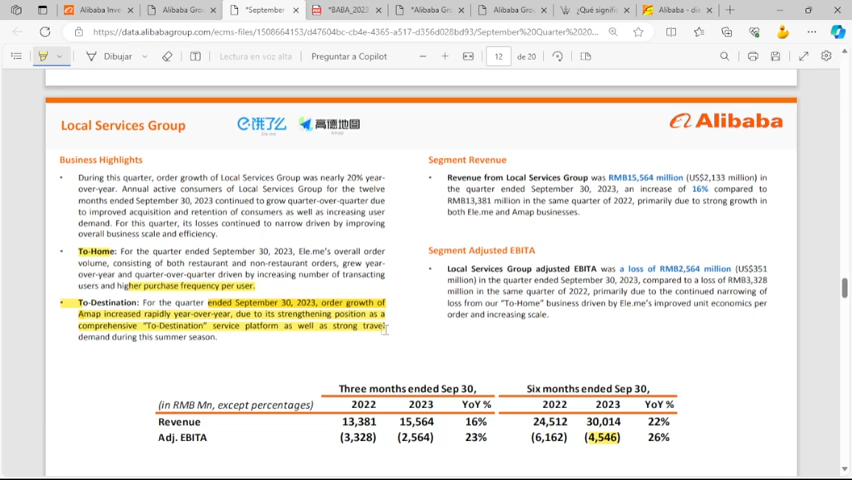 Alibaba Inve
Alibaba Gro
*September
*BABA_2023
*Alibaba Gr
Alibaba Gro
¿Qué signifi
Alibaba - di
https://data.alibabagroup.com/ecms-files/1508664153/d47604bc-cb4e-4365-a517-d356d028bd93/September%20Quarter%2020...
Dibujar
Lectura en voz alta
Preguntar a Copilot
12
de 20
Local Services Group
饿了么
Ele.me
高德地图
Amap
Alibaba
Business Highlights
• During this quarter, order growth of Local Services Group was nearly 20% year-
over-year. Annual active consumers of Local Services Group for the twelve
months ended September 30, 2023 continued to grow quarter-over-quarter due
to improved acquisition and retention of consumers as well as increasing user
demand. For this quarter, its losses continued to narrow driven by improving
overall business scale and efficiency.
• To-Home: For the quarter ended September 30, 2023, Ele.me's overall order
volume, consisting of both restaurant and non-restaurant orders, grew year-
over-year and quarter-over-quarter driven by increasing number of transacting
users and higher purchase frequency per user.
• To-Destination: For the quarter ended September 30, 2023, order growth of
Amap increased rapidly year-over-year, due to its strengthening position as a
comprehensive "To-Destination" service platform as well as strong travel
demand during this summer season.
Segment Revenue
• Revenue from Local Services Group was RMB15,564 million (US$2,133 million) in
the quarter ended September 30, 2023, an increase of 16% compared to
RMB13,381 million in the same quarter of 2022, primarily due to strong growth in
both Ele.me and Amap businesses.
Segment Adjusted EBITA
• Local Services Group adjusted EBITA was a loss of RMB2,564 million (US$351
million) in the quarter ended September 30, 2023, compared to a loss of RMB3,328
million in the same quarter of 2022, primarily due to the continued narrowing of
loss from our "To-Home" business driven by Ele.me's improved unit economics per
order and increasing scale.
Three months ended Sep 30, Six months ended Sep 30,
(in RMB Mn, except percentages) 2022 2023 YoY % 2022 2023 YoY %
Revenue 13,381 15,564 16% 24,512 30,014 22%
Adj. EBITA (3,328) (2,564) 23% (6,162) (4,546) 26%